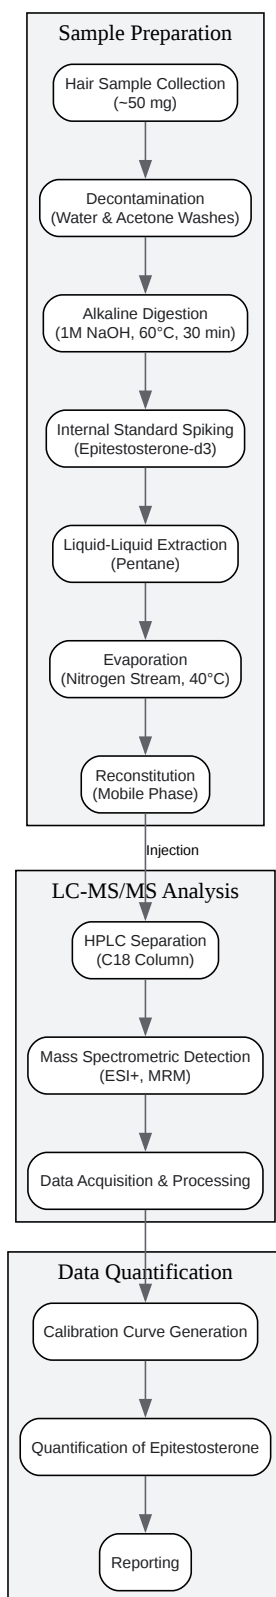 Sample Preparation
Hair Sample Collection
(~50 mg)
Decontamination
(Water & Acetone Washes)
Alkaline Digestion
(1M NaOH, 60°C, 30 min)
Internal Standard Spiking
(Epitestosterone-d3)
Liquid-Liquid Extraction
(Pentane)
Evaporation
(Nitrogen Stream, 40°C)
Reconstitution
(Mobile Phase)
Injection
LC-MS/MS Analysis
HPLC Separation
(C18 Column)
Mass Spectrometric Detection
(ESI+, MRM)
Data Acquisition & Processing
Data Quantification
Calibration Curve Generation
Quantification of Epitestosterone
Reporting